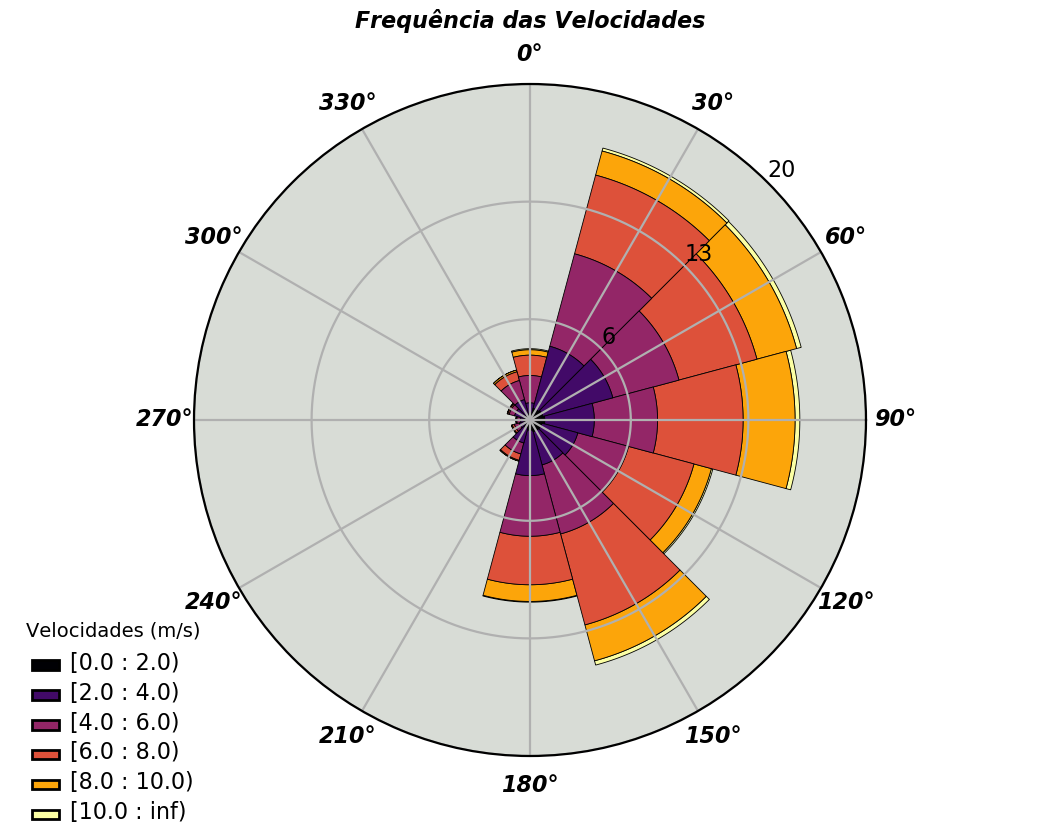 Frequência das Velocidades
0°
330°
30°
20
300°
60°
13
6
270°
90°
240°
120°
210°
150°
180°
Velocidades (m/s)
[0.0 : 2.0)
[2.0 : 4.0)
[4.0 : 6.0)
[6.0 : 8.0)
[8.0 : 10.0)
[10.0 : inf)